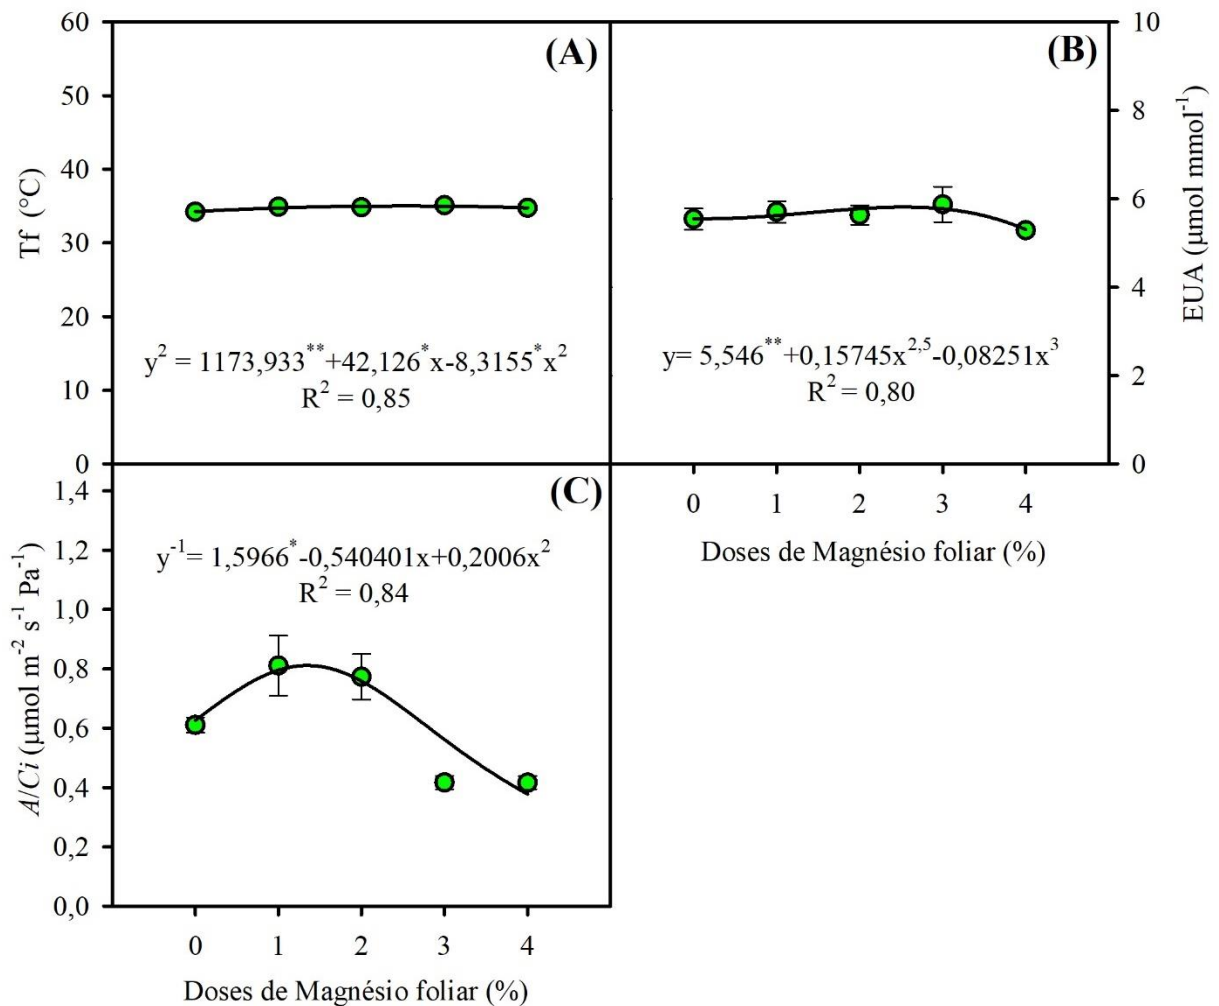 (A)
60
50
40
30
20
10
0
Tf (°C)
y² = 1173,933**+42,126*x-8,3155*x²
R² = 0,85
(B)
10
8
6
4
2
0
EUA (µmol mmol⁻¹)
y= 5,546**+0,15745x²,⁵-0,08251x³
R² = 0,80
0 1 2 3 4
Doses de Magnésio foliar (%)
(C)
1,4
1,2
1,0
0,8
0,6
0,4
0,2
0,0
A/Ci (µmol m⁻² s⁻¹ Pa⁻¹)
y⁻¹= 1,5966*-0,540401x+0,2006x²
R² = 0,84
0 1 2 3 4
Doses de Magnésio foliar (%)